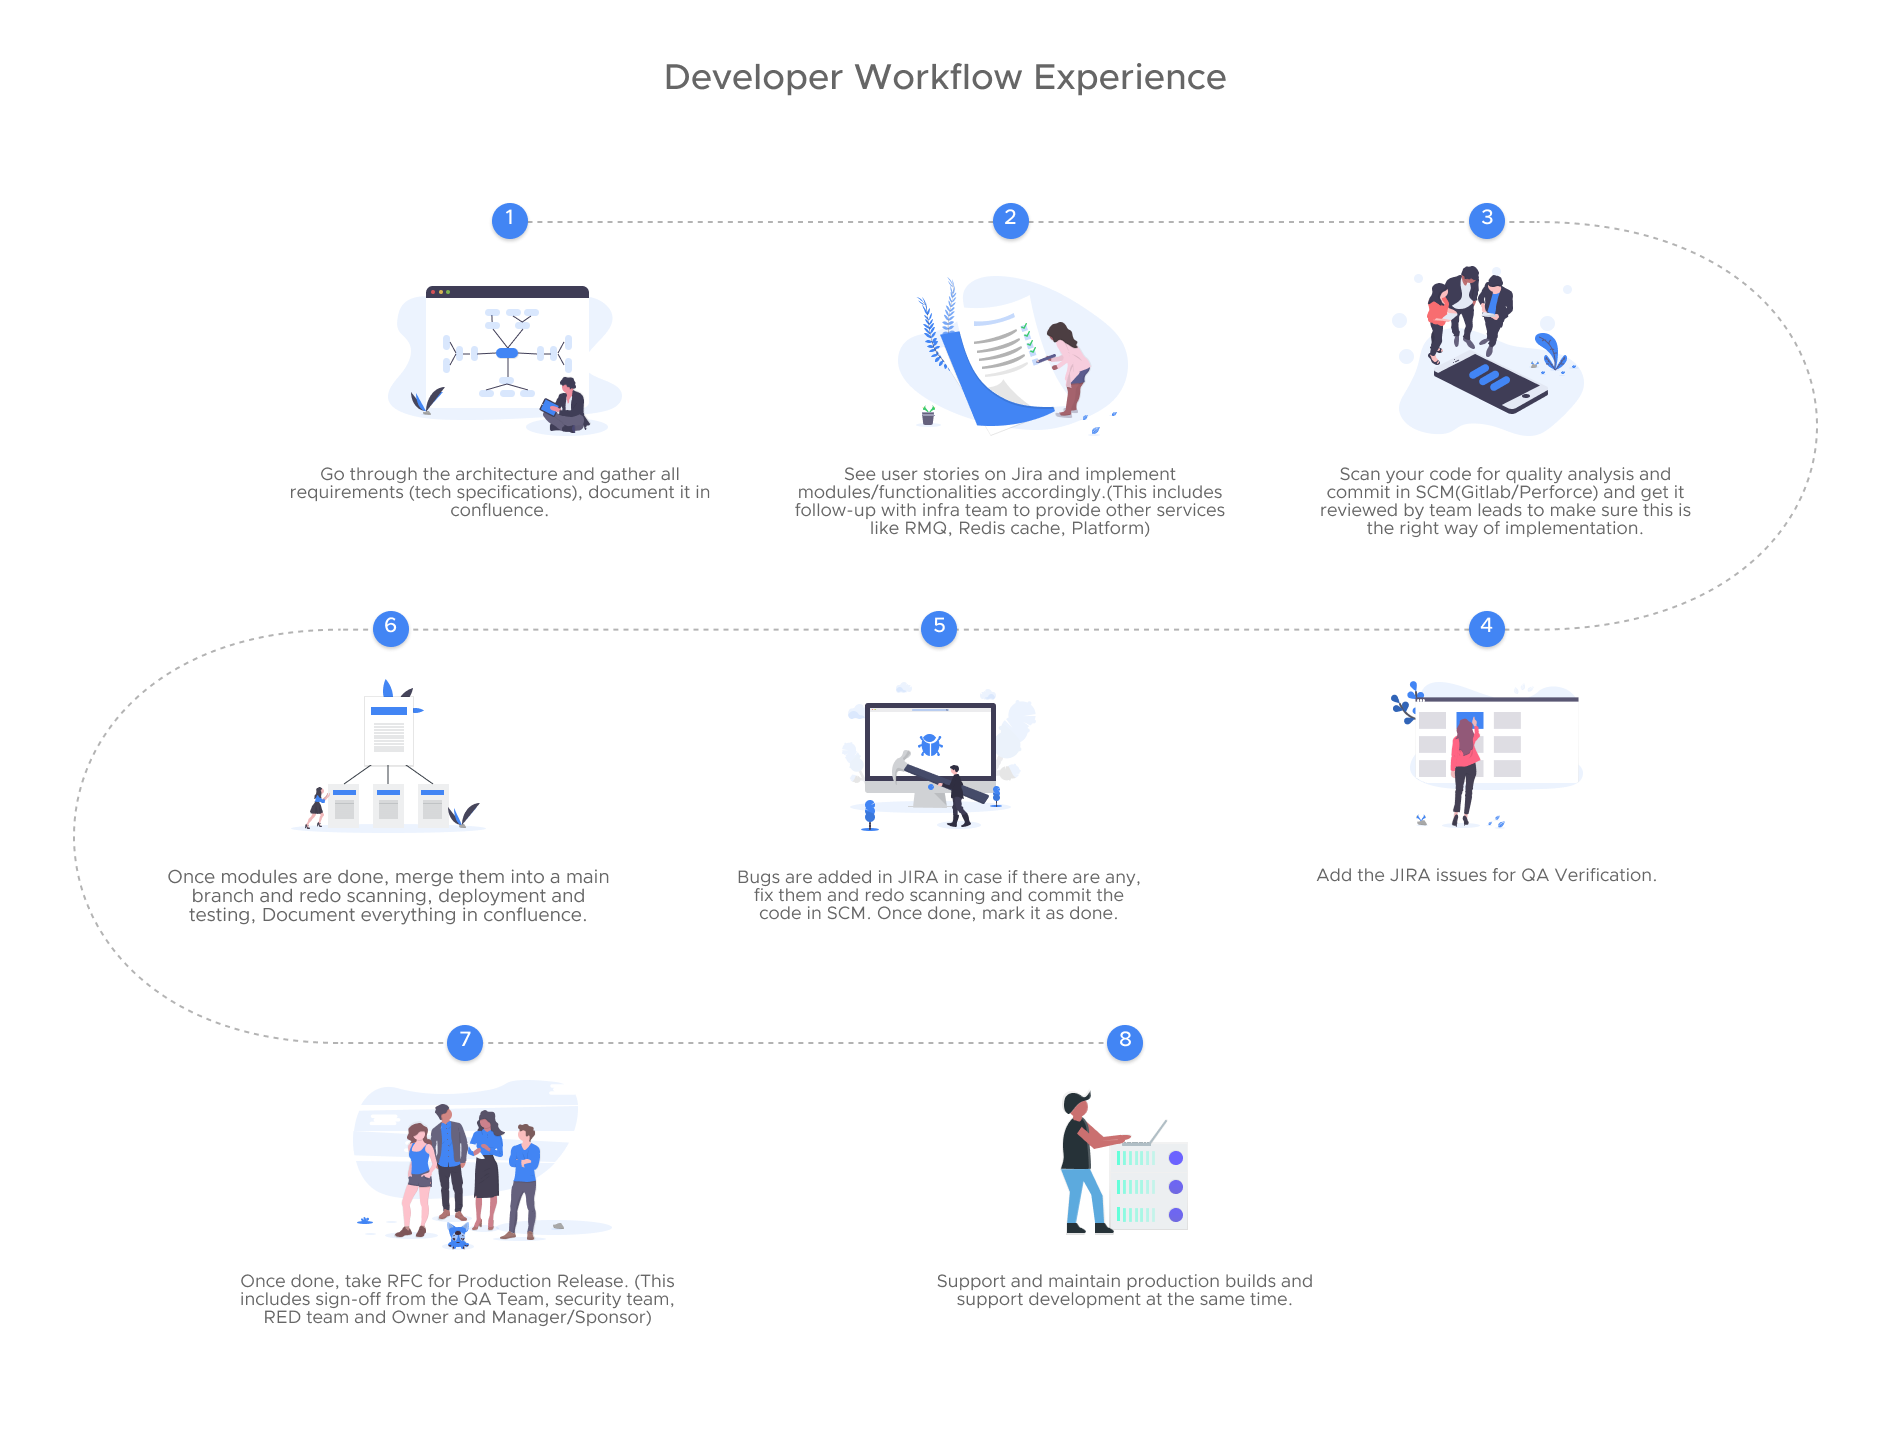 Developer Workflow Experience
1
2
3
Go through the architecture and gather all
requirements (tech specifications), document it in
confluence.
See user stories on Jira and implement
modules/functionalities accordingly.(This includes
follow-up with infra team to provide other services
like RMQ, Redis cache, Platform)
Scan your code for quality analysis and
commit in SCM(Gitlab/Perforce) and get it
reviewed by team leads to make sure this is
the right way of implementation.
4
5
6
Add the JIRA issues for QA Verification.
Bugs are added in JIRA in case if there are any,
fix them and redo scanning and commit the
code in SCM. Once done, mark it as done.
Once modules are done, merge them into a main
branch and redo scanning, deployment and
testing, Document everything in confluence.
7
8
Once done, take RFC for Production Release. (This
includes sign-off from the QA Team, security team,
RED team and Owner and Manager/Sponsor)
Support and maintain production builds and
support development at the same time.